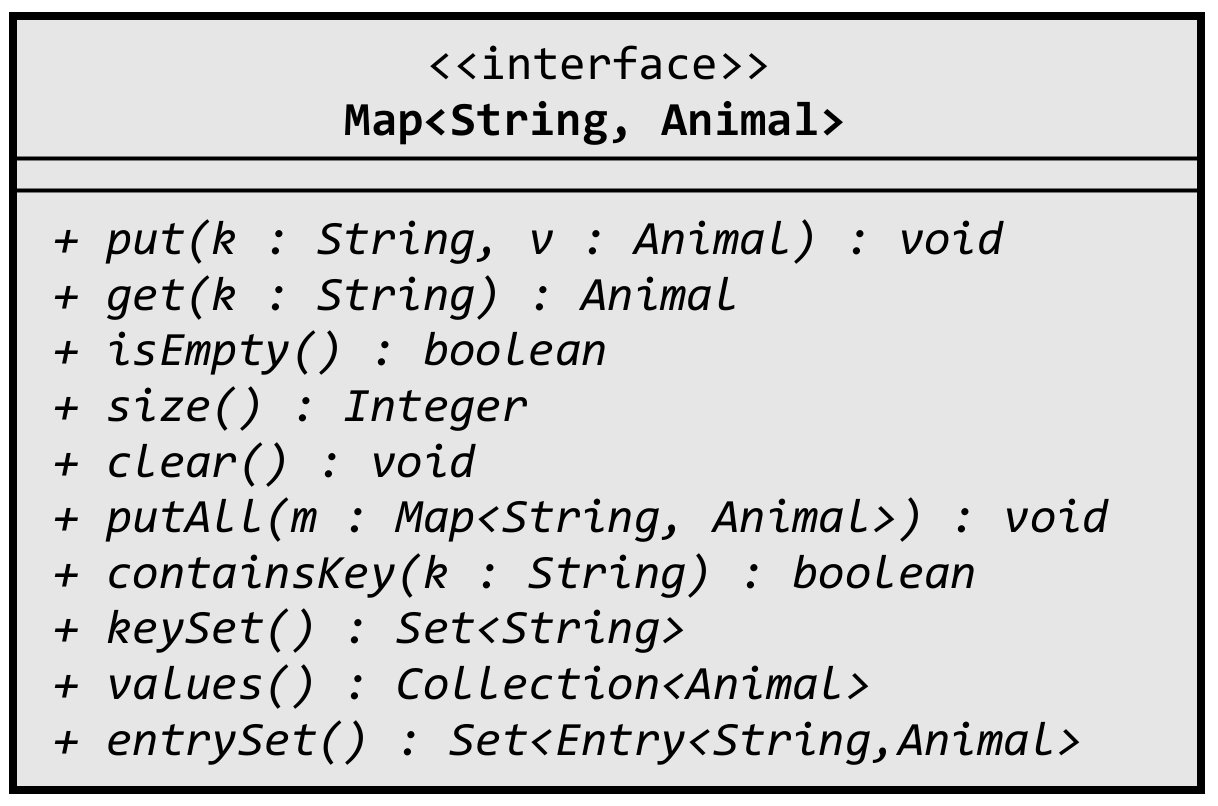 <<interface>>
Map<String, Animal>
+ put(k : String, v : Animal) : void
+ get(k : String) : Animal
+ isEmpty() : boolean
+ size() : Integer
+ clear() : void
+ putAll(m : Map<String, Animal>) : void
+ containsKey(k : String) : boolean
+ keySet() : Set<String>
+ values() : Collection<Animal>
+ entrySet() : Set<Entry<String,Animal>